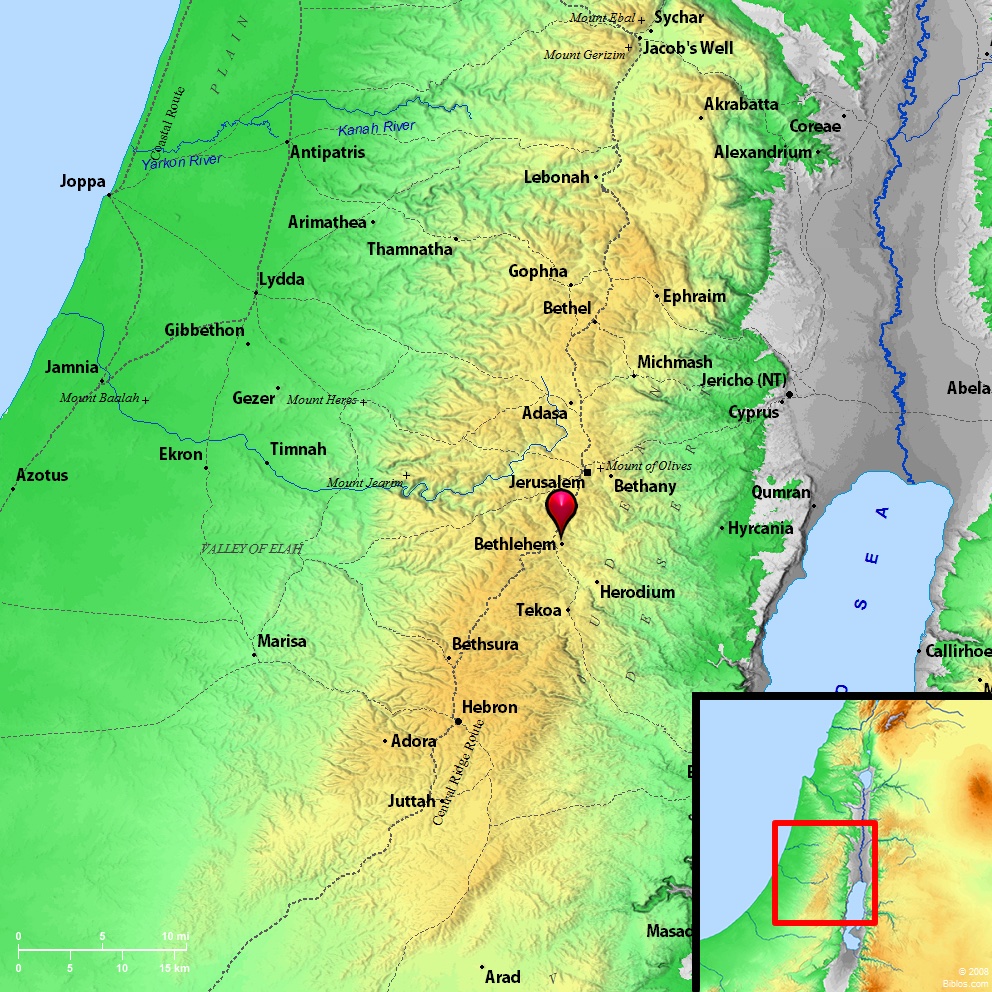 Mount Ebal
Sychar
Jacob's Well
Mount Gerizim
PLAIN
Coastal Route
Akrabatta
Kanah River
Coreae
Yarkon River
Antipatris
Alexandrium
Joppa
Lebonah
Arimathea
Thamnatha
Gophna
Lydda
Bethel
Ephraim
Gibbethon
Jamnia
Michmash
Jericho (NT)
Abela
Mount Baalah
Gezer
Mount Heres
Adasa
Cyprus
Ekron
Timnah
Mount of Olives
Azotus
Mount Jearim
Jerusalem
Bethany
Qumran
Hyrcania
VALLEY OF ELAH
Bethlehem
Herodium
Tekoa
JUDEAN
DESERT
SEA
D
Marisa
Bethsura
Callirhoe
M
Hebron
Adora
Central Ridge Route
E
Juttah
Masad
Arad
V
0 5 10 mi
0 5 10 15 km
© 2008
Biblos.com